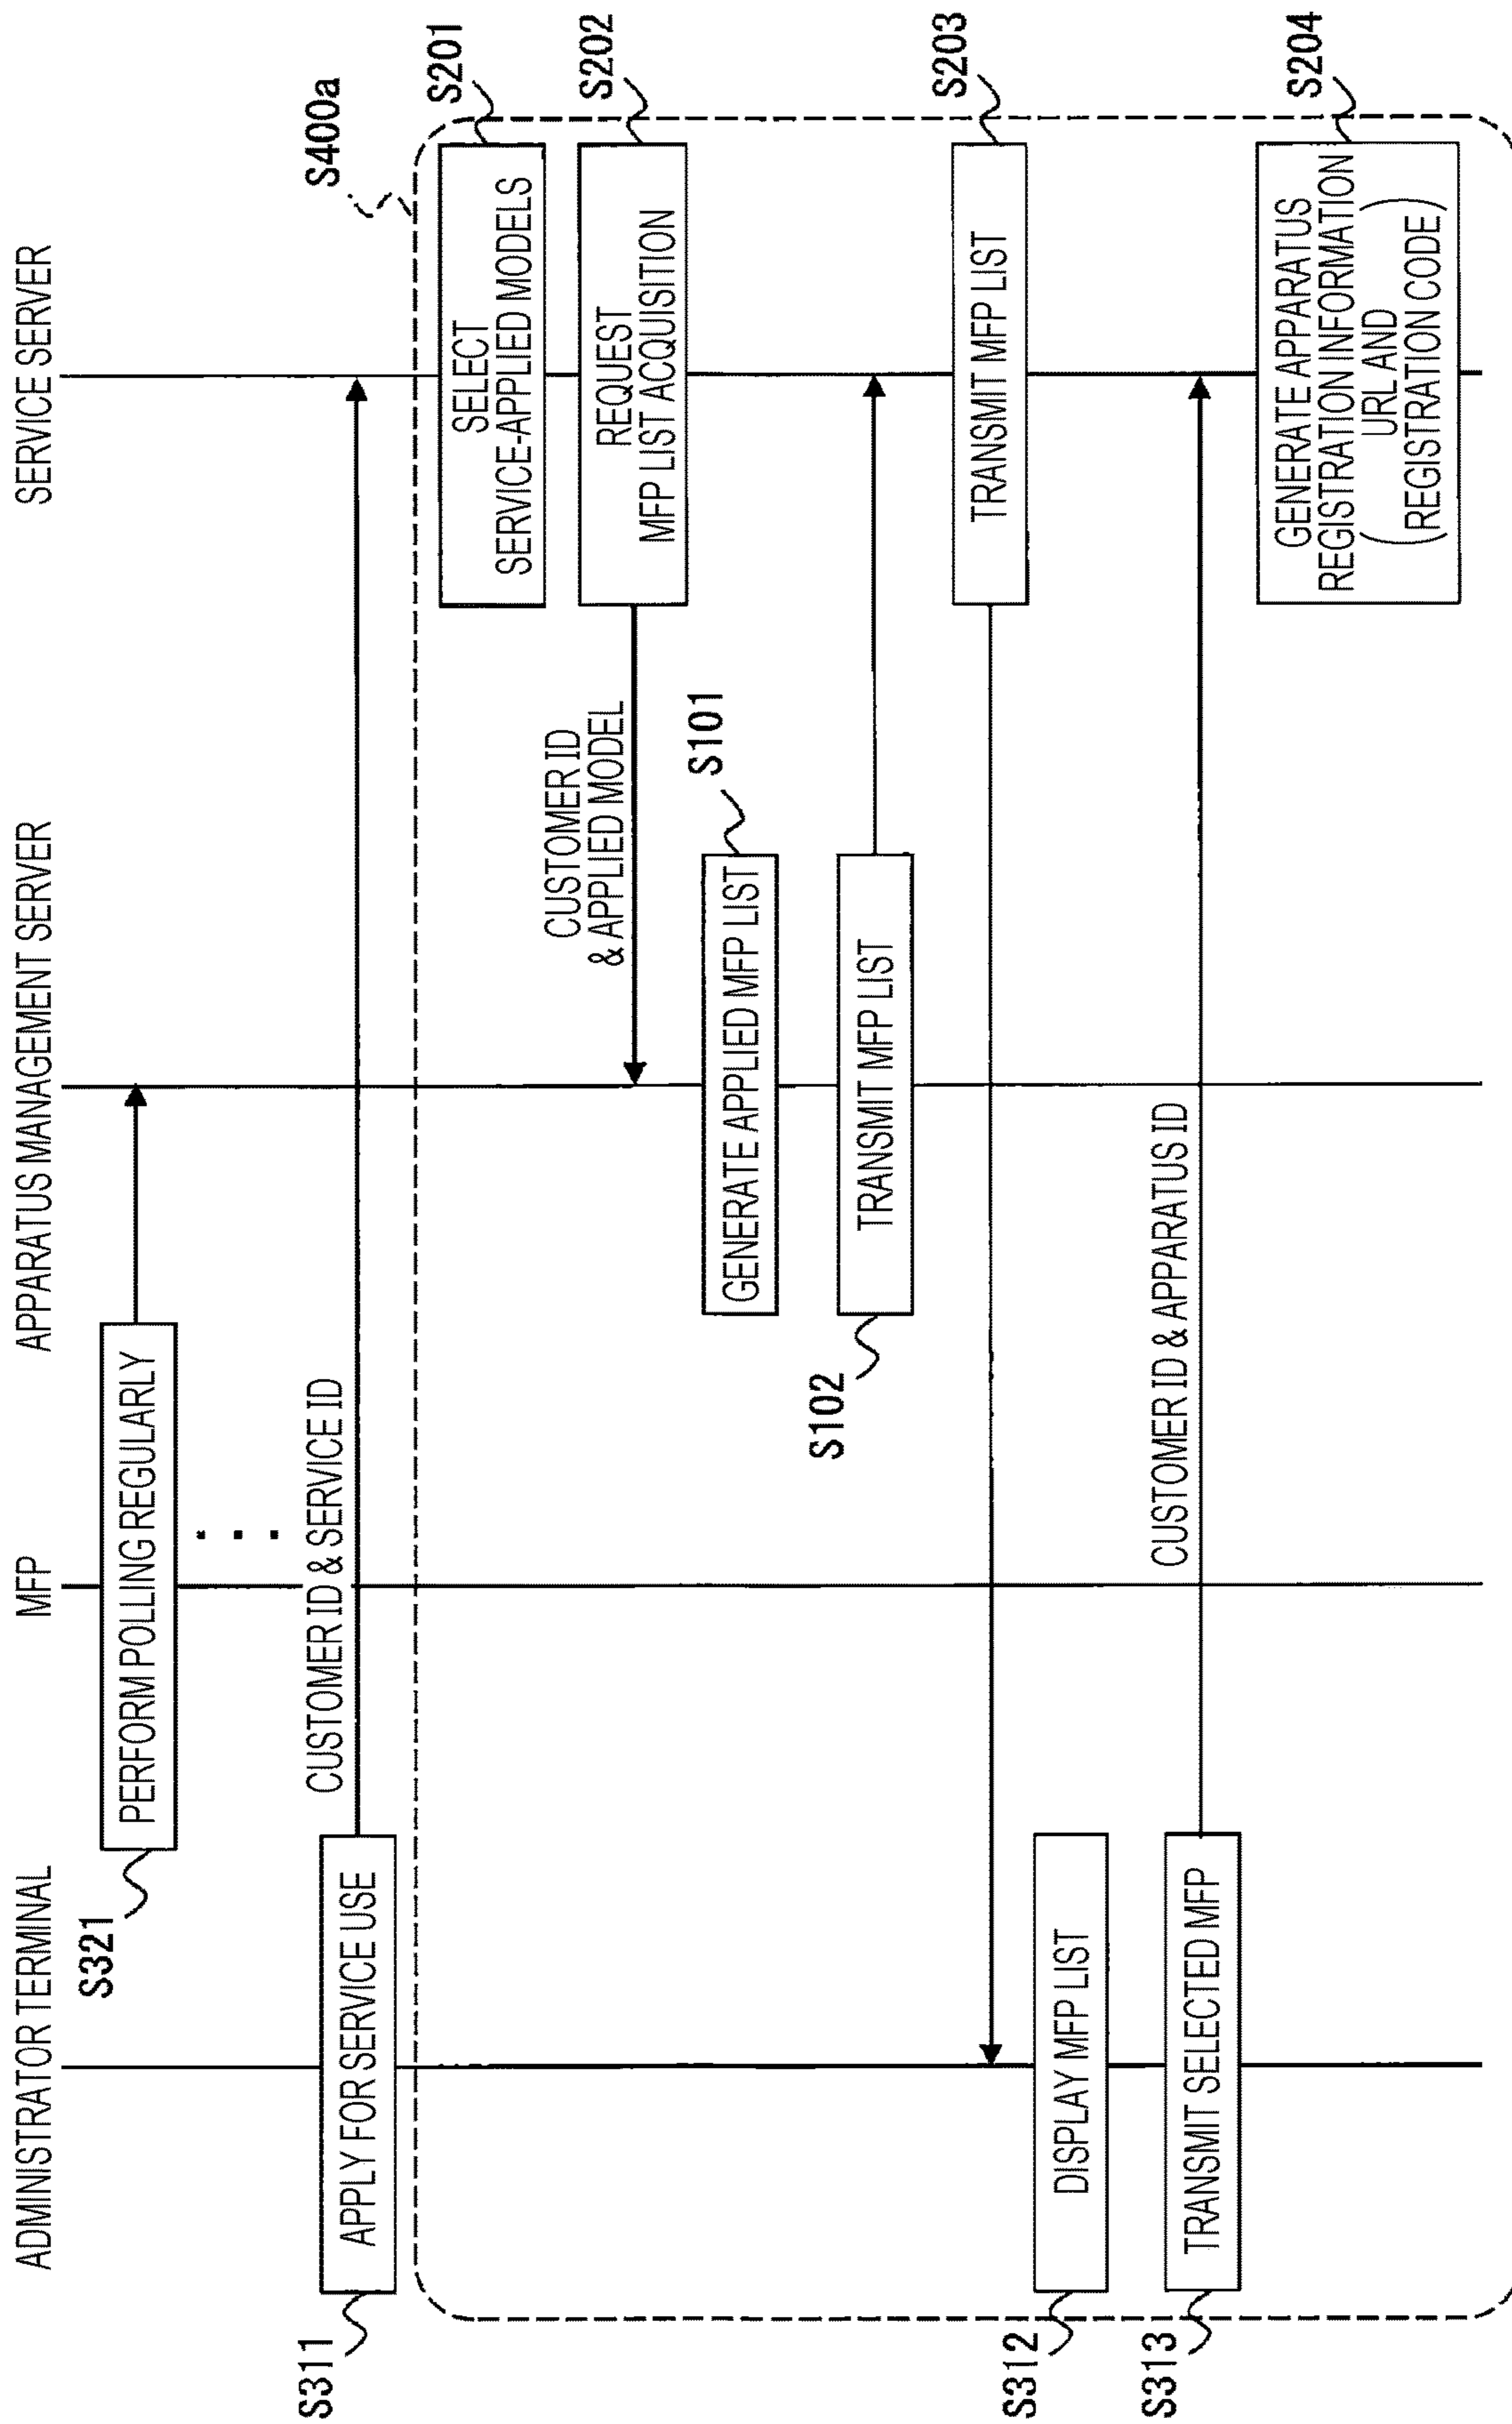 ADMINISTRATOR TERMINAL
MFP
APPARATUS MANAGEMENT SERVER
SERVICE SERVER
S321
PERFORM POLLING REGULARLY
S311
APPLY FOR SERVICE USE
CUSTOMER ID & SERVICE ID
S400a
SELECT
SERVICE-APPLIED MODELS
S201
REQUEST
MFP LIST ACQUISITION
S202
CUSTOMER ID
& APPLIED MODEL
GENERATE APPLIED MFP LIST
S101
S102
TRANSMIT MFP LIST
TRANSMIT MFP LIST
S203
S312
DISPLAY MFP LIST
S313
TRANSMIT SELECTED MFP
CUSTOMER ID & APPARATUS ID
GENERATE APPARATUS
REGISTRATION INFORMATION
(URL AND
REGISTRATION CODE)
S204